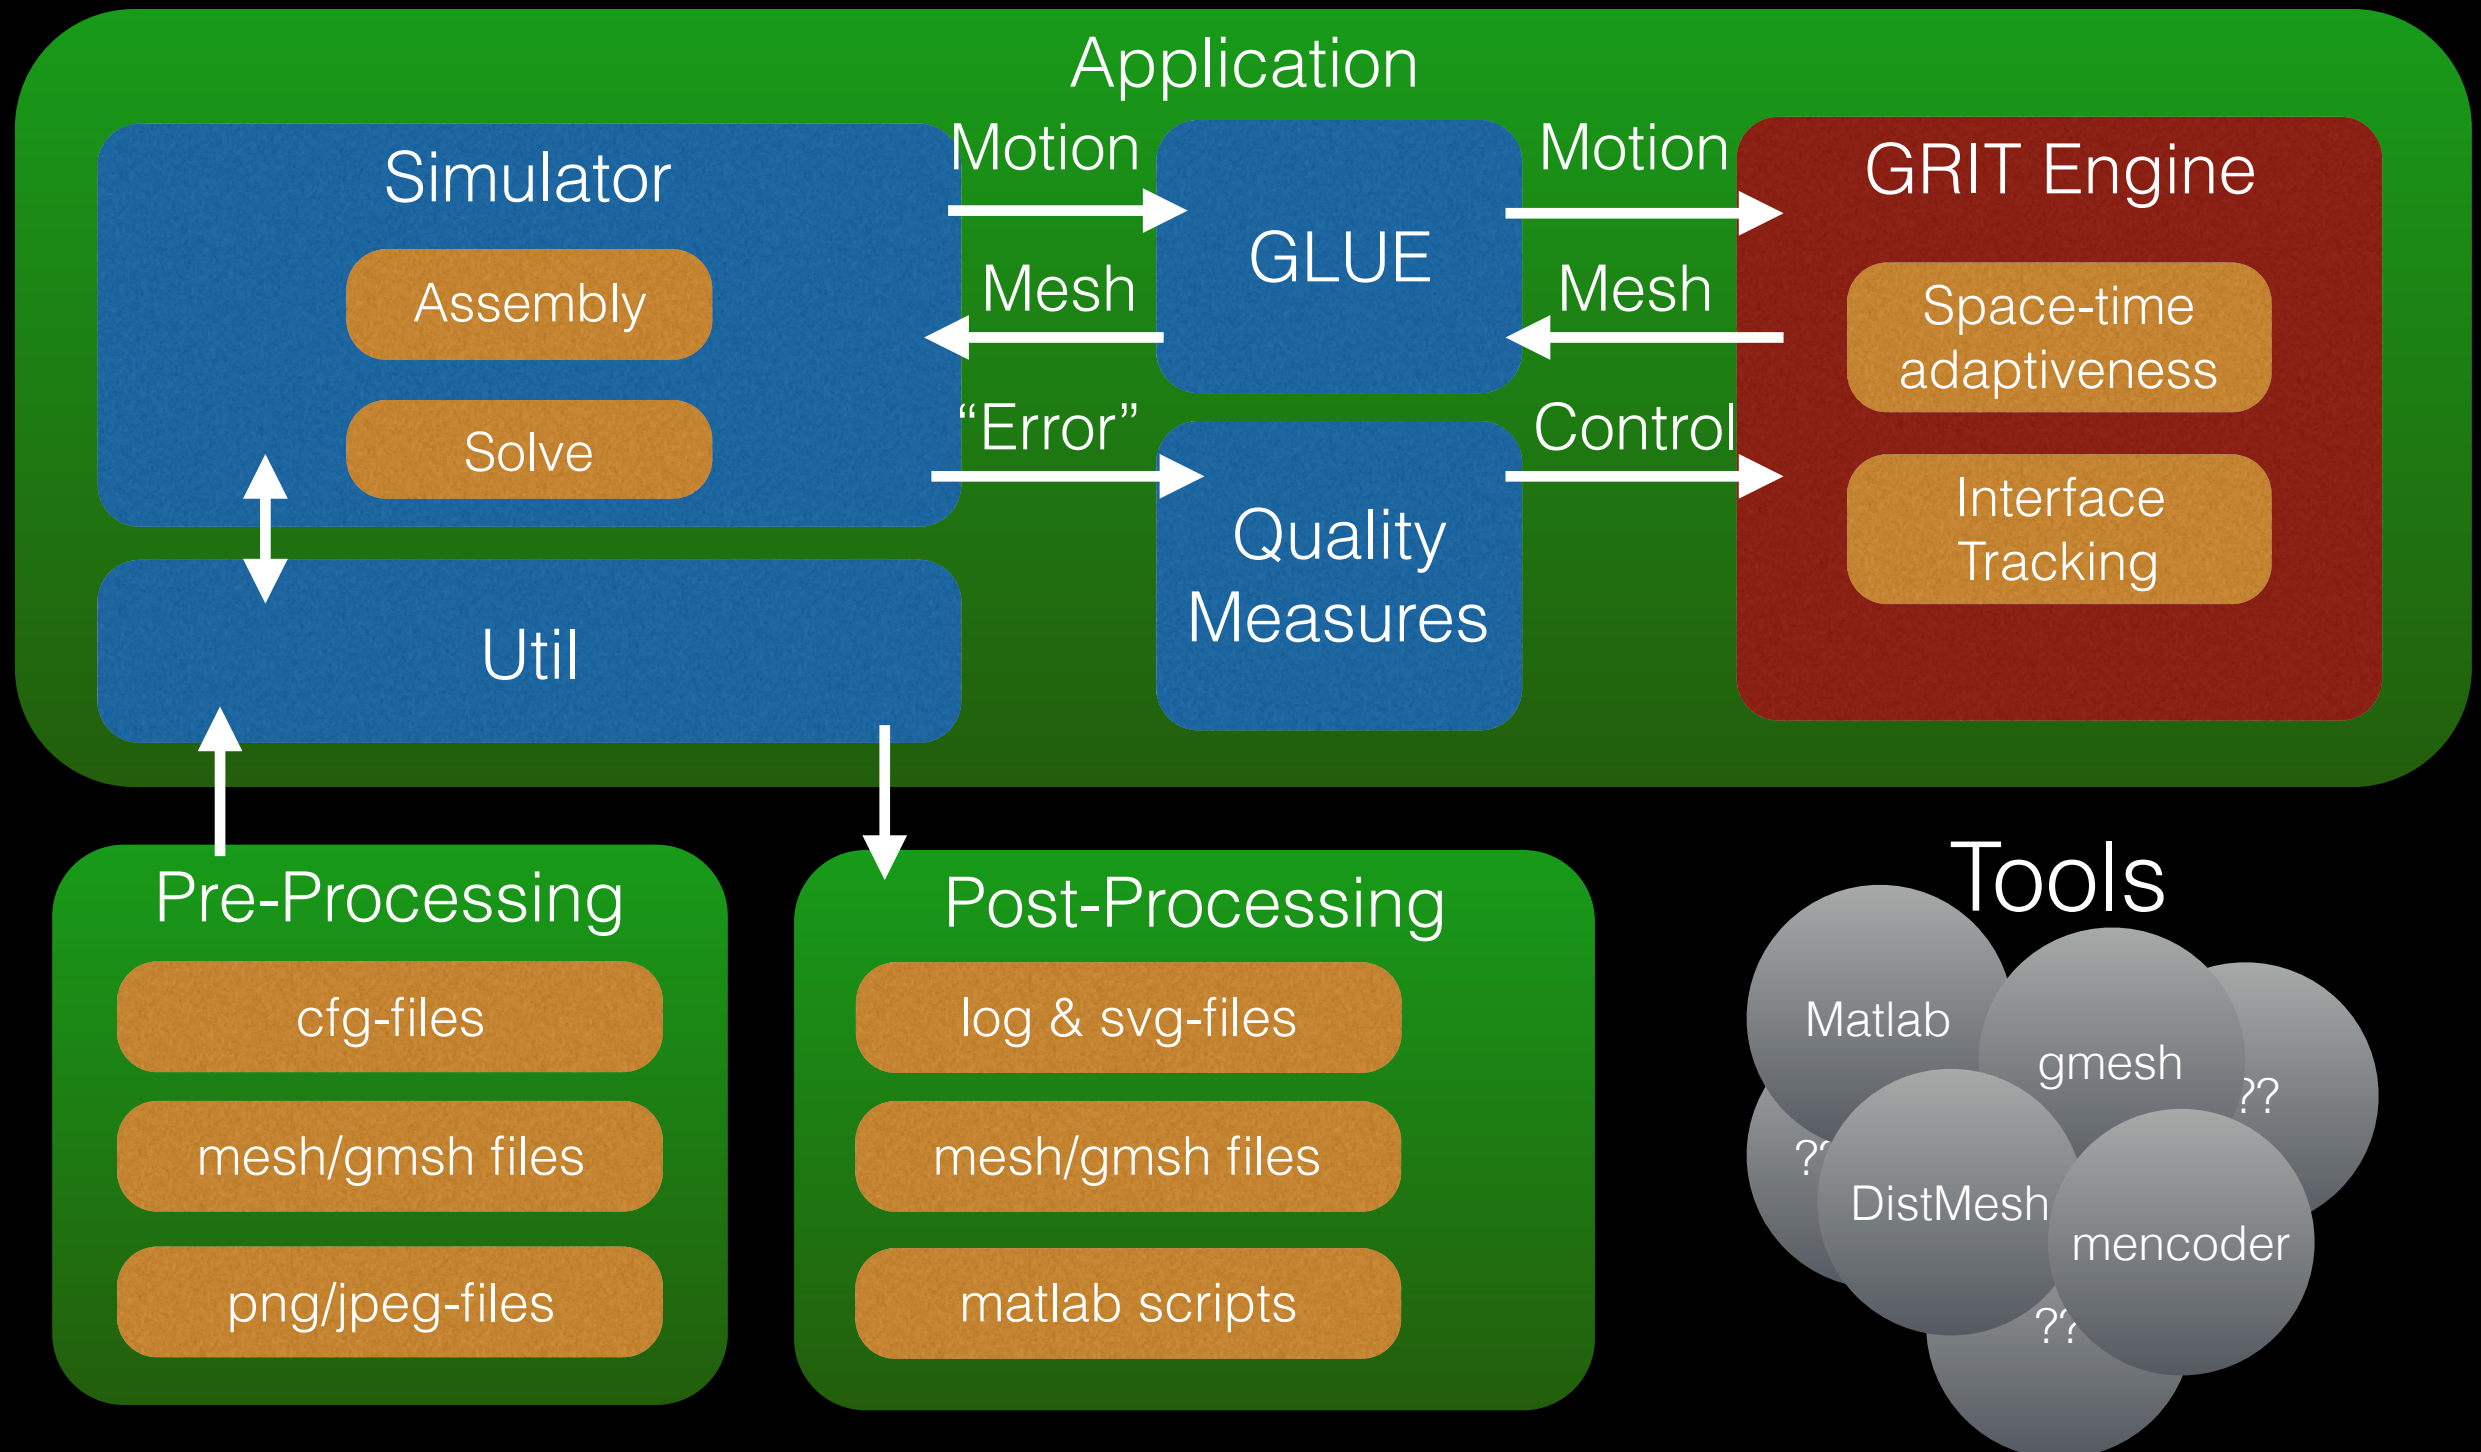 Application
Simulator
Assembly
Solve
Util
Motion
Mesh
“Error”
GLUE
Quality
Measures
Motion
Mesh
Control
GRIT Engine
Space-time
adaptiveness
Interface
Tracking
Pre-Processing
cfg-files
mesh/gmsh files
png/jpeg-files
Post-Processing
log & svg-files
mesh/gmsh files
matlab scripts
Tools
Matlab
gmesh
??
??
DistMesh
mencoder
??